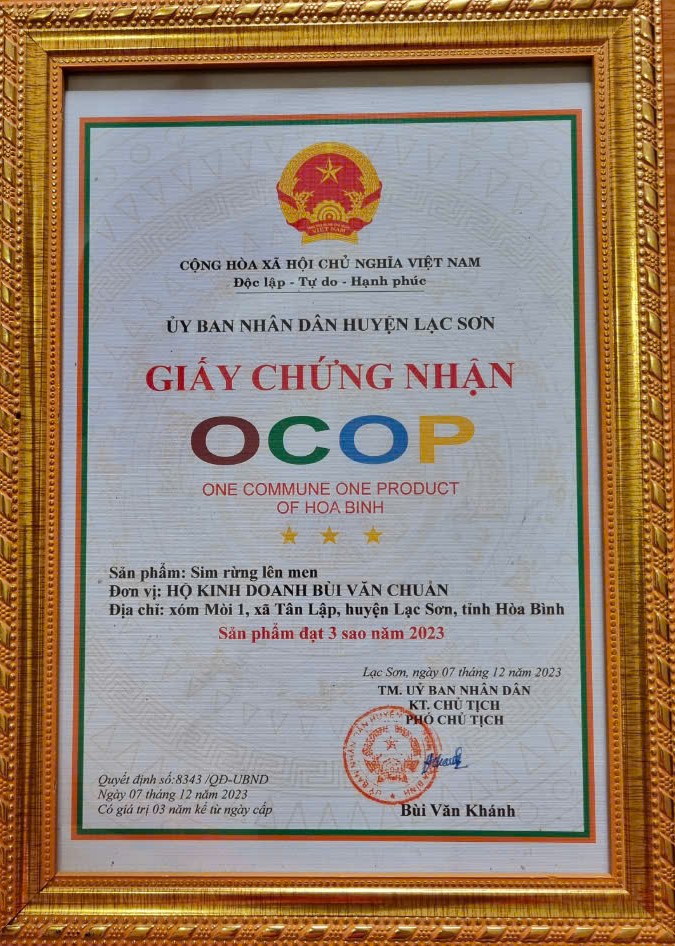 VIỆT NAM
CỘNG HÒA XÃ HỘI CHỦ NGHĨA VIỆT NAM
Độc lập - Tự do - Hạnh phúc
ỦY BAN NHÂN DÂN HUYỆN LẠC SƠN
GIẤY CHỨNG NHẬN
OCOP
ONE COMMUNE ONE PRODUCT
OF HOA BINH
Sản phẩm: Sim rừng lên men
Đơn vị: HỘ KINH DOANH BÙI VĂN CHUẢN
Địa chỉ: xóm Mòi 1, xã Tân Lập, huyện Lạc Sơn, tỉnh Hòa Bình
Sản phẩm đạt 3 sao năm 2023
Lạc Sơn, ngày 07 tháng 12 năm 2023
TM. UỶ BAN NHÂN DÂN
KT. CHỦ TỊCH
PHÓ CHỦ TỊCH
Quyết định số:8343 /QĐ-UBND
Ngày 07 tháng 12 năm 2023
Có giá trị 03 năm kể từ ngày cấp
Bùi Văn Khánh